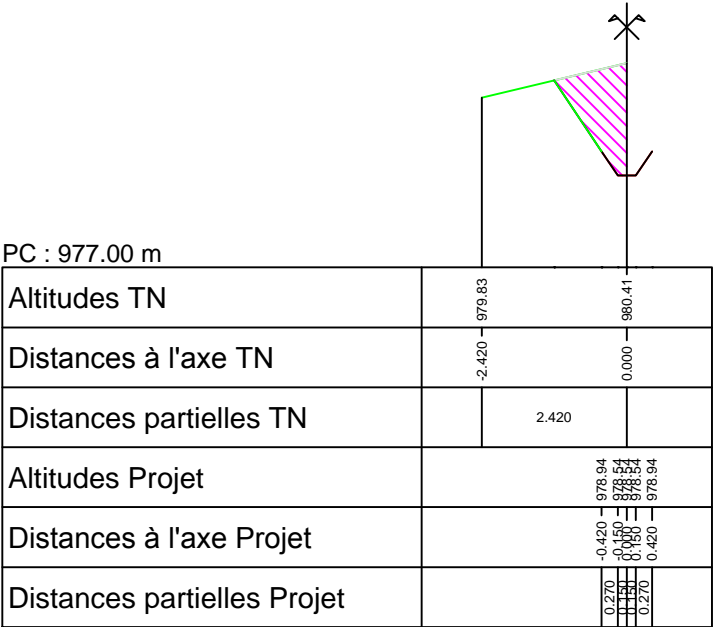 PC : 977.00 m
Altitudes TN 979.83 980.41
Distances à l'axe TN -2.420 0.000
Distances partielles TN 2.420
Altitudes Projet 978.94 978.54 978.54 978.54 978.94
Distances à l'axe Projet -0.420 -0.150 0.000 0.150 0.420
Distances partielles Projet 0.270 0.150 0.150 0.270